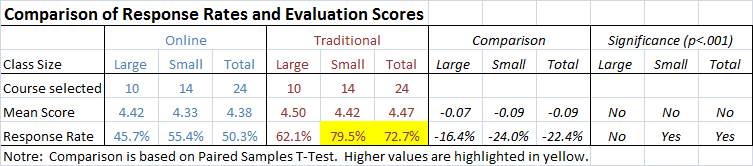 Comparison of Response Rates and Evaluation Scores
Online Traditional Comparison Significance (p<.001)
Class Size Large Small Total Large Small Total Large Small Total Large Small Total
Course selected 10 14 24 10 14 24
Mean Score 4.42 4.33 4.38 4.50 4.42 4.47 -0.07 -0.09 -0.09 No No No
Response Rate 45.7% 55.4% 50.3% 62.1% 79.5% 72.7% -16.4% -24.0% -22.4% No Yes Yes
Notre: Comparison is based on Paired Samples T-Test. Higher values are highlighted in yellow.